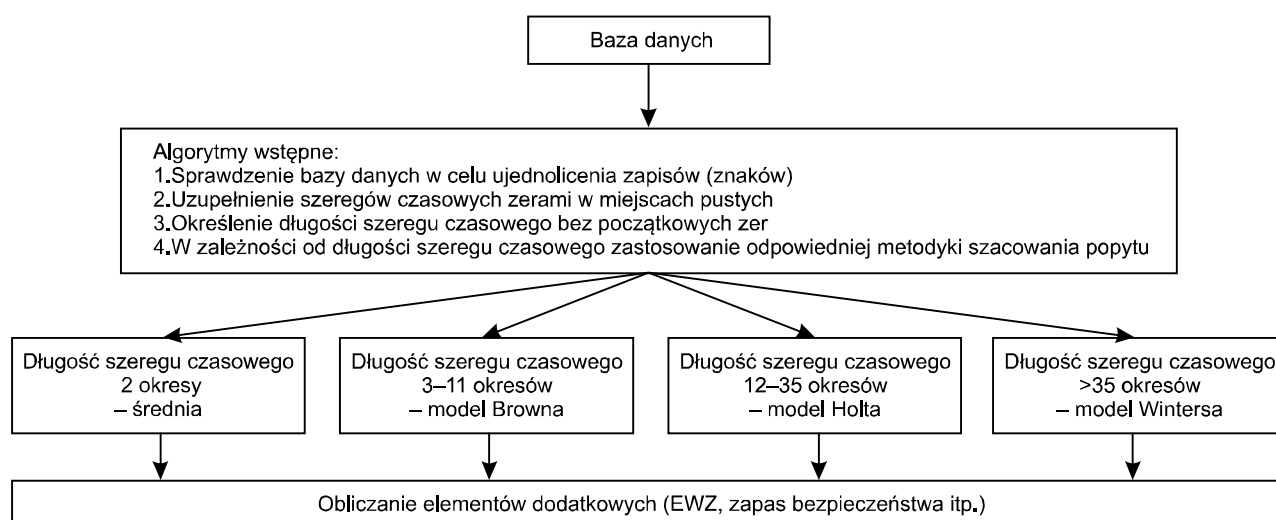 Baza danych
Algorytmy wstępne:
1.Sprawdzenie bazy danych w celu ujednolicenia zapisów (znaków)
2.Uzupełnienie szeregów czasowych zerami w miejscach pustych
3.Określenie długości szeregu czasowego bez początkowych zer
4.W zależności od długości szeregu czasowego zastosowanie odpowiedniej metodyki szacowania popytu
Długość szeregu czasowego
2 okresy
– średnia
Długość szeregu czasowego
3–11 okresów
– model Browna
Długość szeregu czasowego
12–35 okresów
– model Holta
Długość szeregu czasowego
>35 okresów
– model Wintersa
Obliczanie elementów dodatkowych (EWZ, zapas bezpieczeństwa itp.)